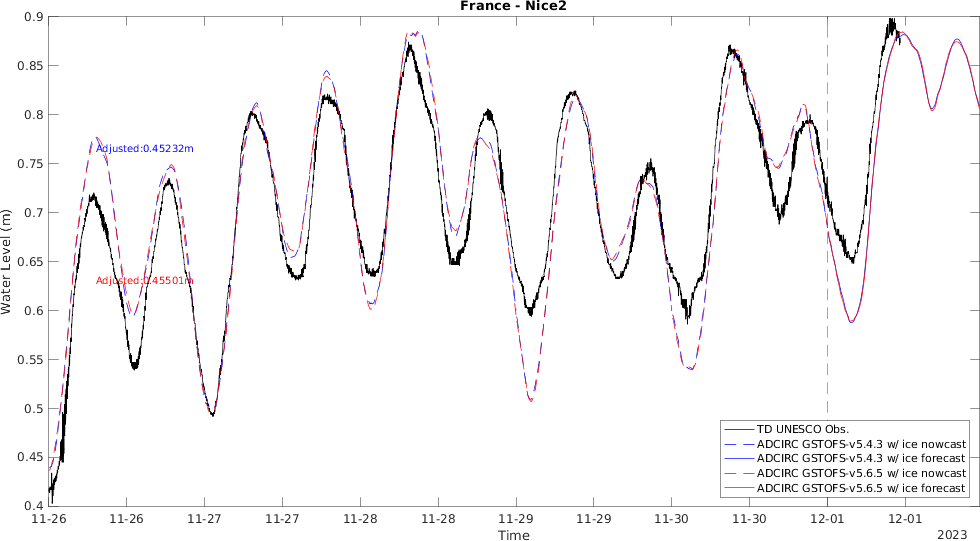 France - Nice2
0.9
0.85
0.8
0.75
0.7
0.65
0.6
0.55
0.5
0.45
0.4
Water Level (m)
Adjusted:0.45232m
Adjusted:0.45501m
TD UNESCO Obs.
ADCIRC GSTOFS-v5.4.3 w/ ice nowcast
ADCIRC GSTOFS-v5.4.3 w/ ice forecast
ADCIRC GSTOFS-v5.6.5 w/ ice nowcast
ADCIRC GSTOFS-v5.6.5 w/ ice forecast
11-26 11-26 11-27 11-27 11-28 11-28 11-29 11-29 11-30 11-30 12-01 12-01
Time
2023